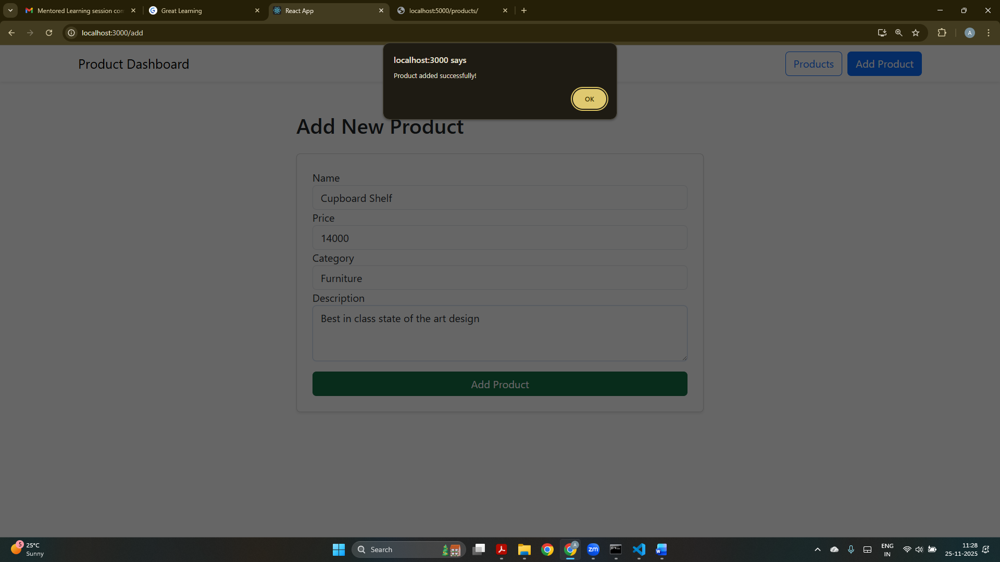 Mentored Learning session con
Great Learning
React App
localhost:5000/products/
localhost:3000/add
A
Product Dashboard
Products
Add Product
localhost:3000 says
Product added successfully!
OK
Add New Product
Name
Cupboard Shelf
Price
14000
Category
Furniture
Description
Best in class state of the art design
Add Product
5
25°C
Sunny
Search
A
zm
W
ENG
IN
11:28
25-11-2025